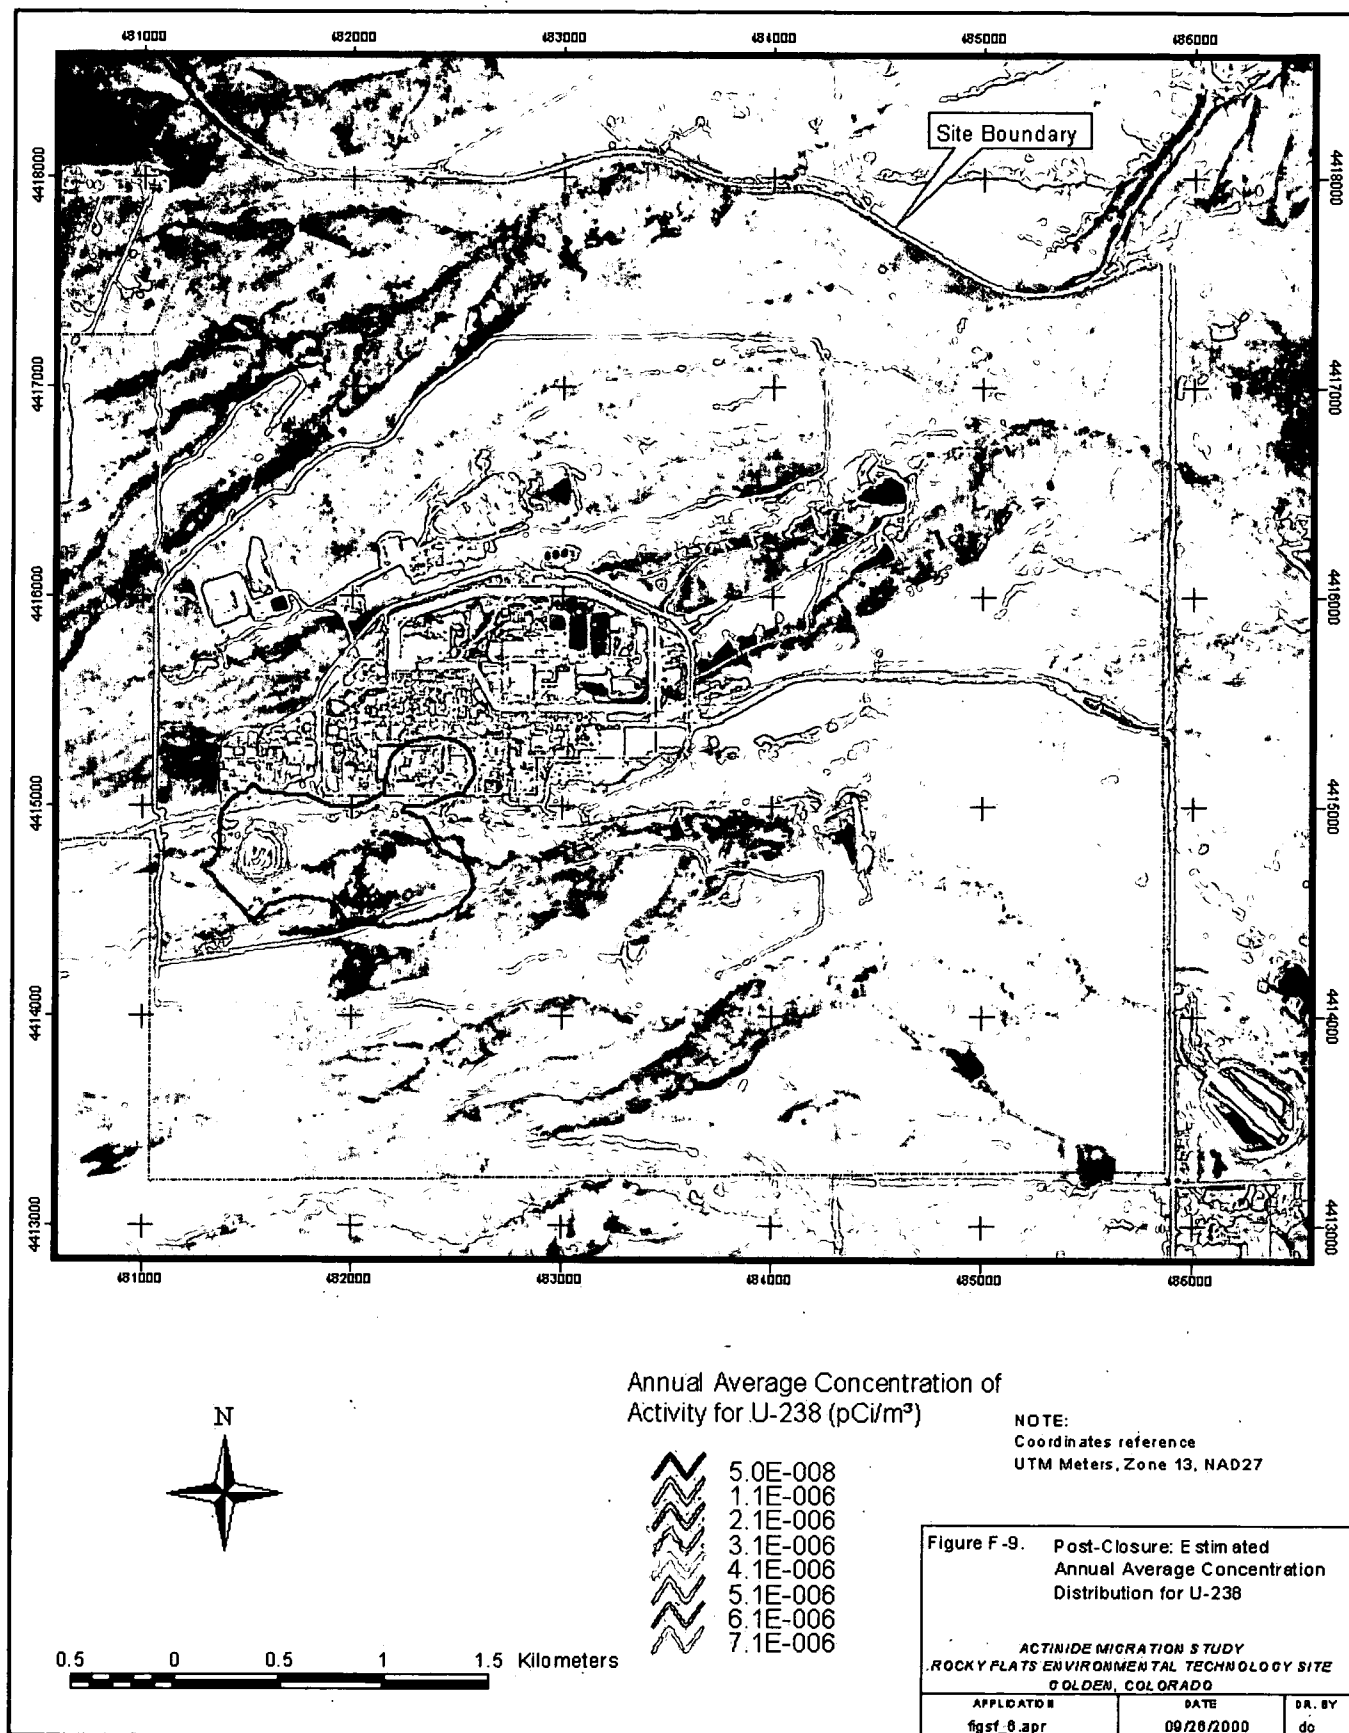 481000 482000 483000 484000 485000 486000
Site Boundary
4418000
4417000
4416000
4415000
4414000
4413000
4418000
4417000
4416000
4415000
4414000
4413000
481000 482000 483000 484000 485000 486000
Annual Average Concentration of
Activity for U-238 (pCi/m³)
5.0E-008
1.1E-006
2.1E-006
3.1E-006
4.1E-006
5.1E-006
6.1E-006
7.1E-006
N
NOTE:
Coordinates reference
UTM Meters, Zone 13, NAD27
0.5 0 0.5 1 1.5 Kilometers
Figure F-9. Post-Closure: Estimated
Annual Average Concentration
Distribution for U-238
ACTINIDE MIGRATION STUDY
ROCKY FLATS ENVIRONMENTAL TECHNOLOGY SITE
GOLDEN, COLORADO
APPLICATION DATE DR. BY
figsf_6.apr 09/26/2000 dc